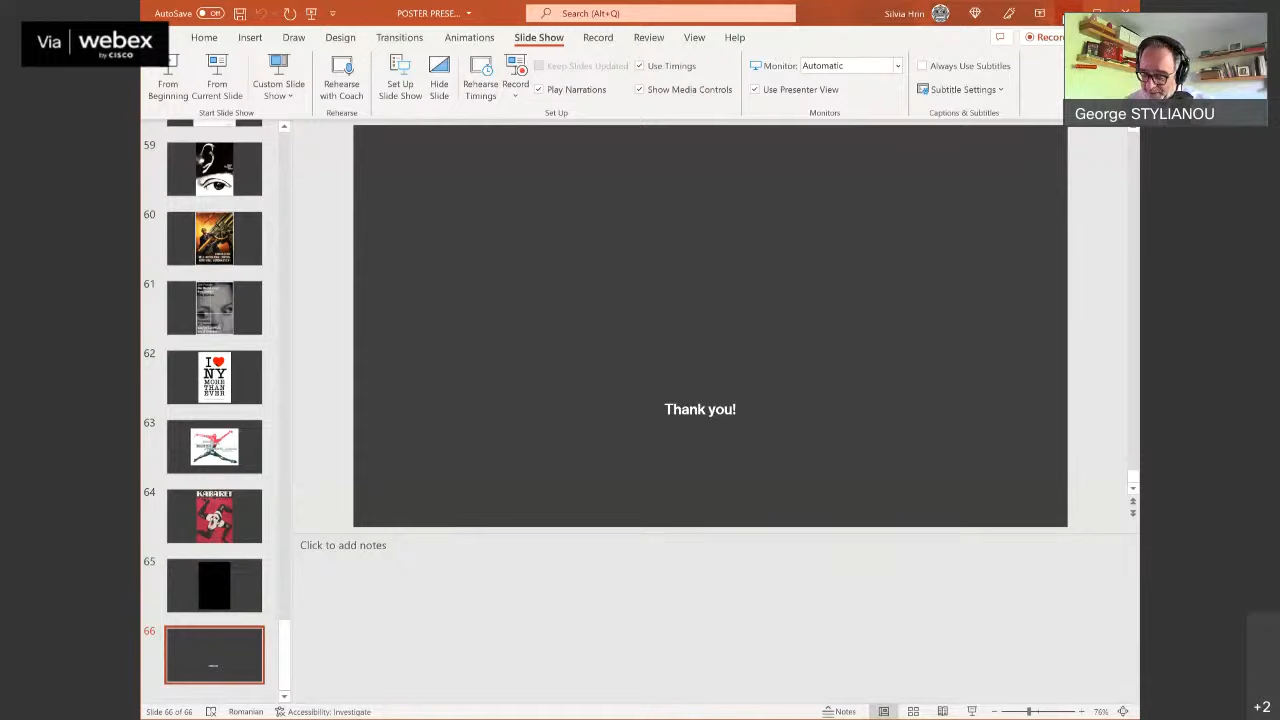 Via webex
by CISCO
AutoSave Off
POSTER PRESE...
Search (Alt+Q)
Silvia Hrin
Home Insert Draw Design Transitions Animations Slide Show Record Review View Help
Recor
From Beginning
From Current Slide
Custom Slide Show
Rehearse with Coach
Set Up Slide Show
Hide Slide
Rehearse Timings
Record
Keep Slides Updated
Play Narrations
Use Timings
Show Media Controls
Monitor: Automatic
Use Presenter View
Always Use Subtitles
Subtitle Settings
Start Slide Show
Rehearse
Set Up
Monitors
Captions & Subtitles
George STYLIANOU
59
60
61
62
I
NY
MORE
THAN
EVER
63
64
KABARET
65
66
Thank you!
Click to add notes
Slide 66 of 66
Romanian
Accessibility: Investigate
Notes
76%
+2